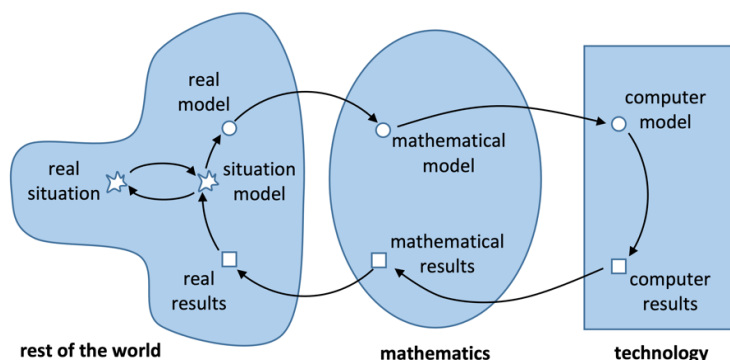 real
model
real
situation
situation
model
real
results
rest of the world
mathematical
model
mathematical
results
mathematics
computer
model
computer
results
technology